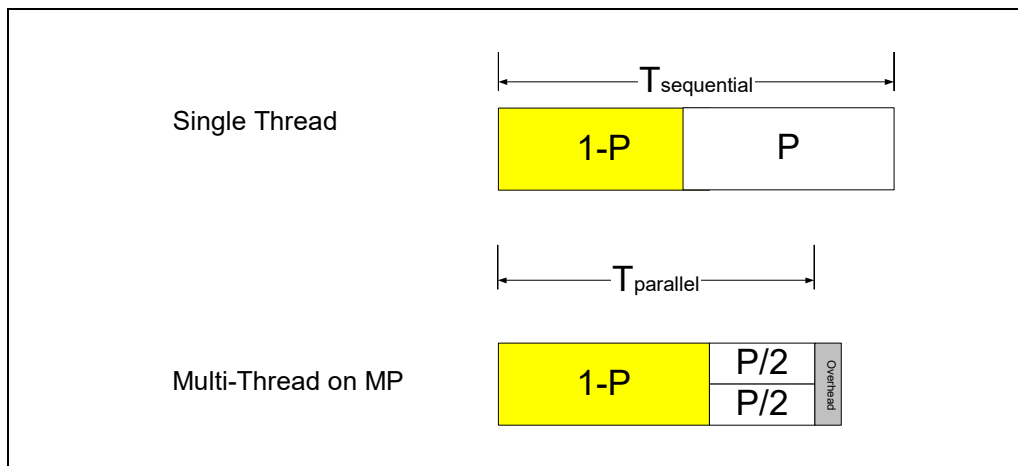 Tsequential
Single Thread
1-P
P
Tparallel
Multi-Thread on MP
1-P
P/2
P/2
Overhead